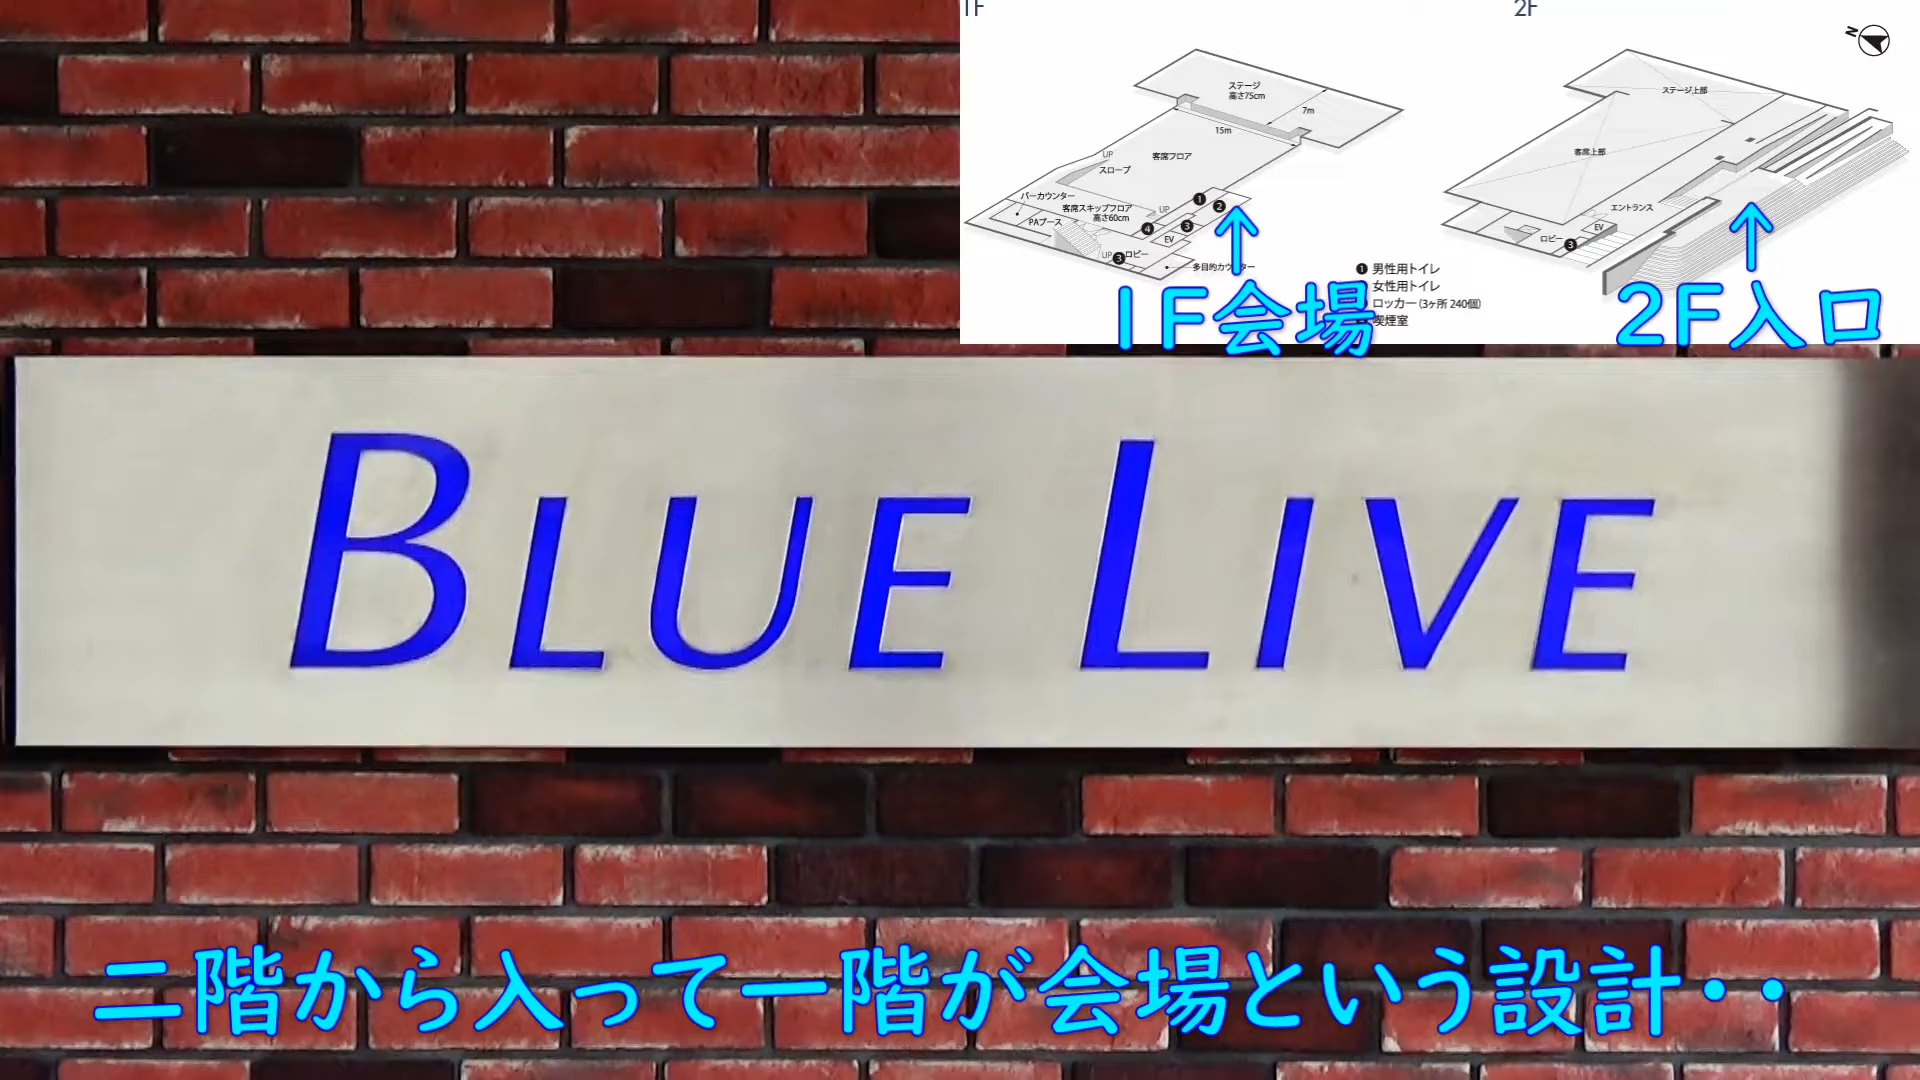 1F
2F
N
ステージ
高さ75cm
7m
15m
UP
客席フロア
スロープ
バーカウンター
客席スキップフロア
高さ60cm
UP
PAブース
1
2
3
4
EV
UP
3
ロビー
多目的カウンター
1 男性用トイレ
女性用トイレ
ロッカー(3ヶ所 240個)
喫煙室
ステージ上部
客席上部
エントランス
EV
ロビー
3
1F会場
2F入口
BLUE LIVE
二階から入って一階が会場という設計・・